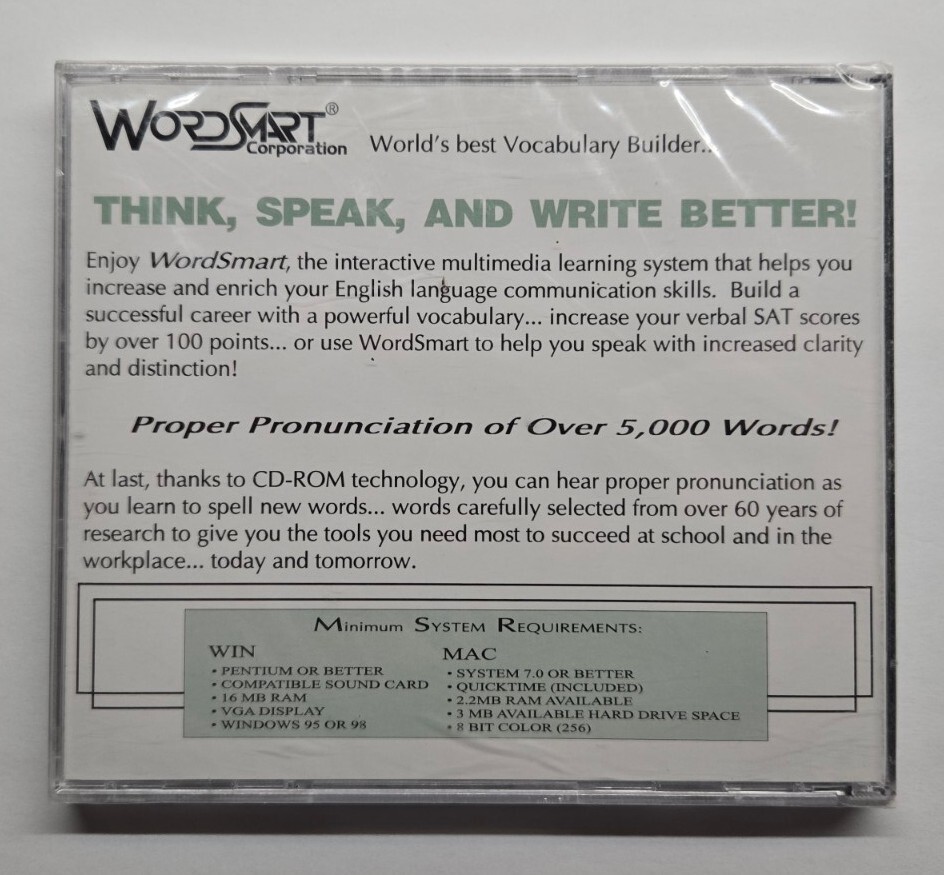 WORDSMART®
Corporation
World's best Vocabulary Builder..
THINK, SPEAK, AND WRITE BETTER!
Enjoy WordSmart, the interactive multimedia learning system that helps you
increase and enrich your English language communication skills. Build a
successful career with a powerful vocabulary... increase your verbal SAT scores
by over 100 points... or use WordSmart to help you speak with increased clarity
and distinction!
Proper Pronunciation of Over 5,000 Words!
At last, thanks to CD-ROM technology, you can hear proper pronunciation as
you learn to spell new words... words carefully selected from over 60 years of
research to give you the tools you need most to succeed at school and in the
workplace... today and tomorrow.
Minimum SYSTEM REQUIREMENTS:
WIN
• PENTIUM OR BETTER
• COMPATIBLE SOUND CARD
• 16 MB RAM
• VGA DISPLAY
• WINDOWS 95 OR 98
MAC
• SYSTEM 7.0 OR BETTER
• QUICKTIME (INCLUDED)
• 2.2MB RAM AVAILABLE
• 3 MB AVAILABLE HARD DRIVE SPACE
• 8 BIT COLOR (256)